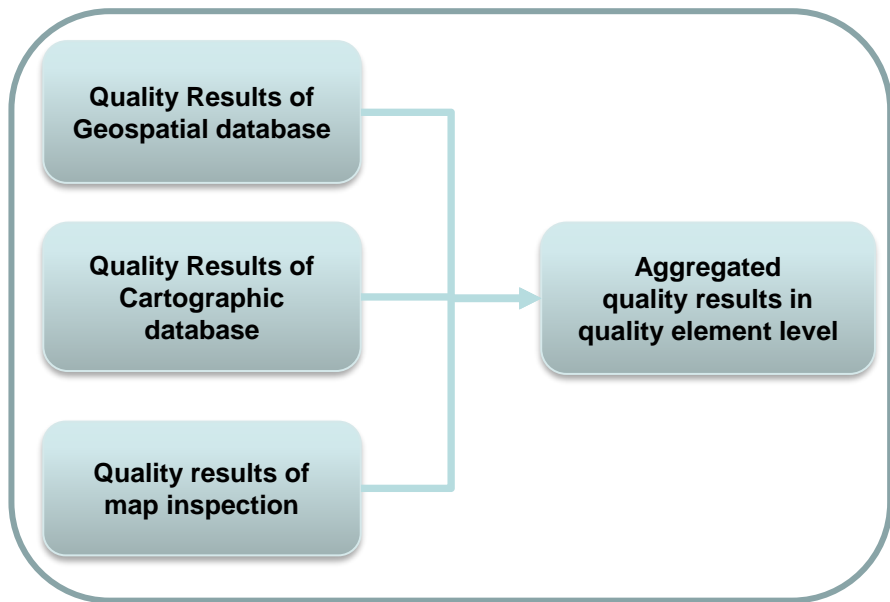 Quality Results of
Geospatial database
Quality Results of
Cartographic
database
Quality results of
map inspection
Aggregated
quality results in
quality element level